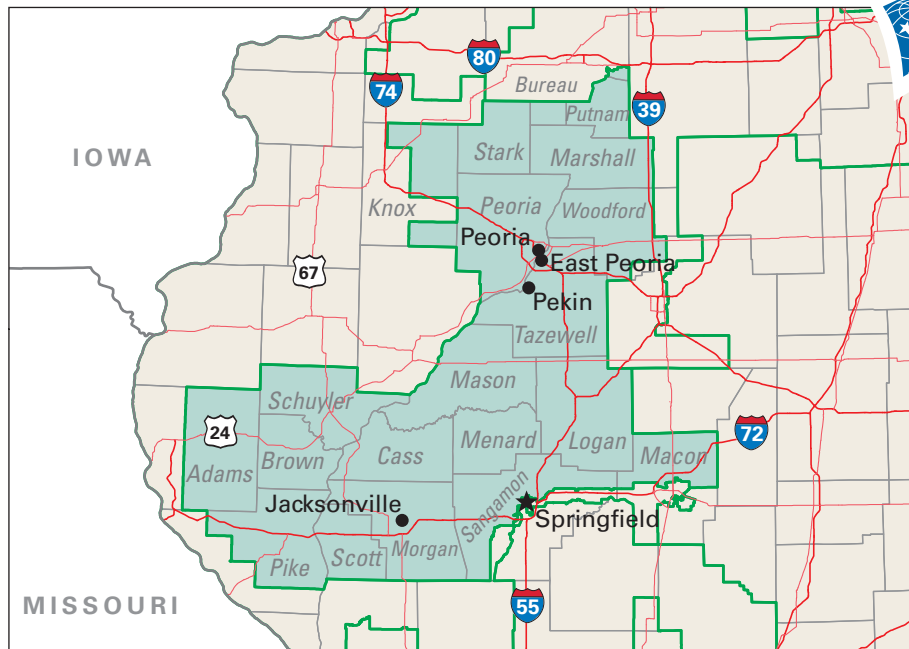 80
Bureau
74
39
Putnam
IOWA
Stark
Marshall
Knox
Peoria
Woodford
Peoria
East Peoria
67
Pekin
Tazewell
Mason
Schuyler
24
Menard
Logan
72
Adams
Brown
Cass
Macon
Jacksonville
Sangamon
Springfield
Pike
Scott
Morgan
MISSOURI
55